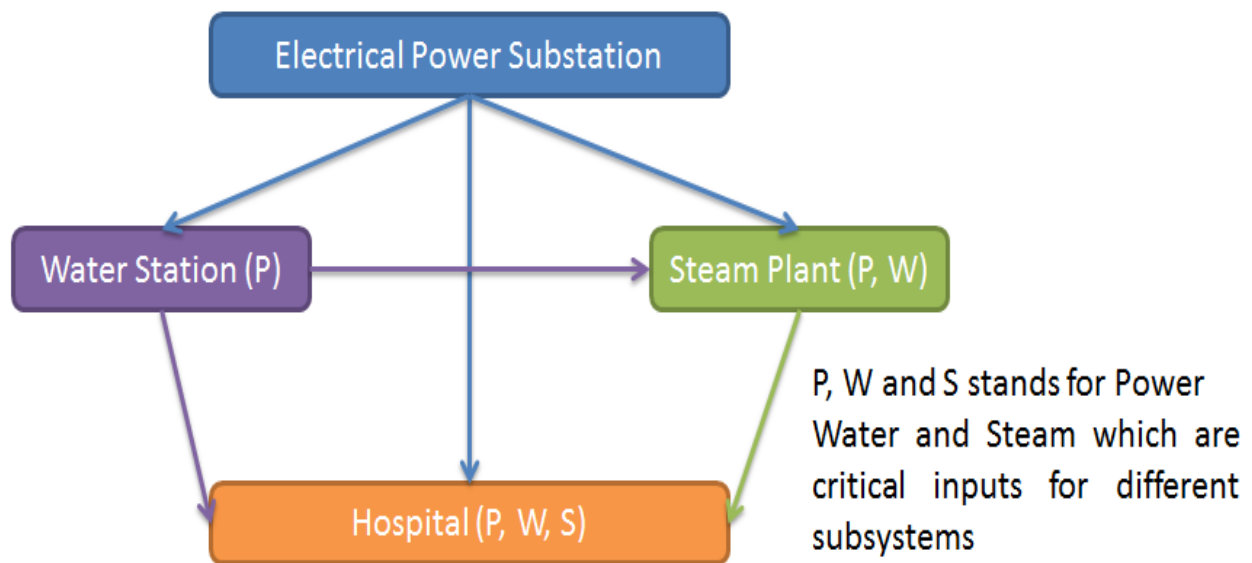 Electrical Power Substation
Water Station (P)
Steam Plant (P, W)
P, W and S stands for Power
Water and Steam which are
critical inputs for different
subsystems
Hospital (P, W, S)